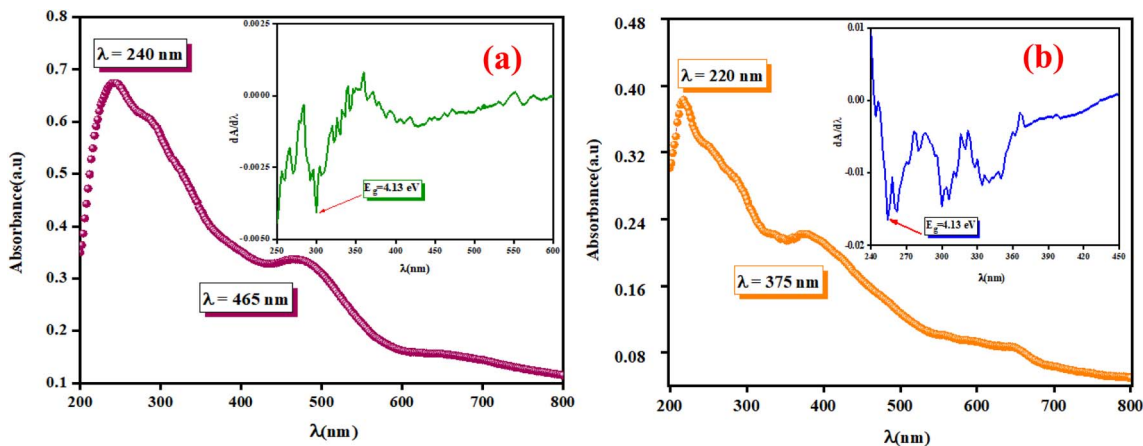 0.8
0.7
0.6
0.5
0.4
0.3
0.2
0.1
Absorbance(a.u)
200 300 400 500 600 700 800
λ(nm)
λ = 240 nm
λ = 465 nm
(a)
0.0025
0.0000
−0.0025
−0.0050
dA/dλ
250 300 350 400 450 500 550 600
λ(nm)
Eg=4.13 eV
0.48
0.40
0.32
0.24
0.16
0.08
Absorbance(a.u)
200 300 400 500 600 700 800
λ(nm)
λ = 220 nm
λ = 375 nm
(b)
0.01
0.00
-0.01
-0.02
dA/dλ
240 270 300 330 360 390 420 450
λ(nm)
Eg=4.13 eV